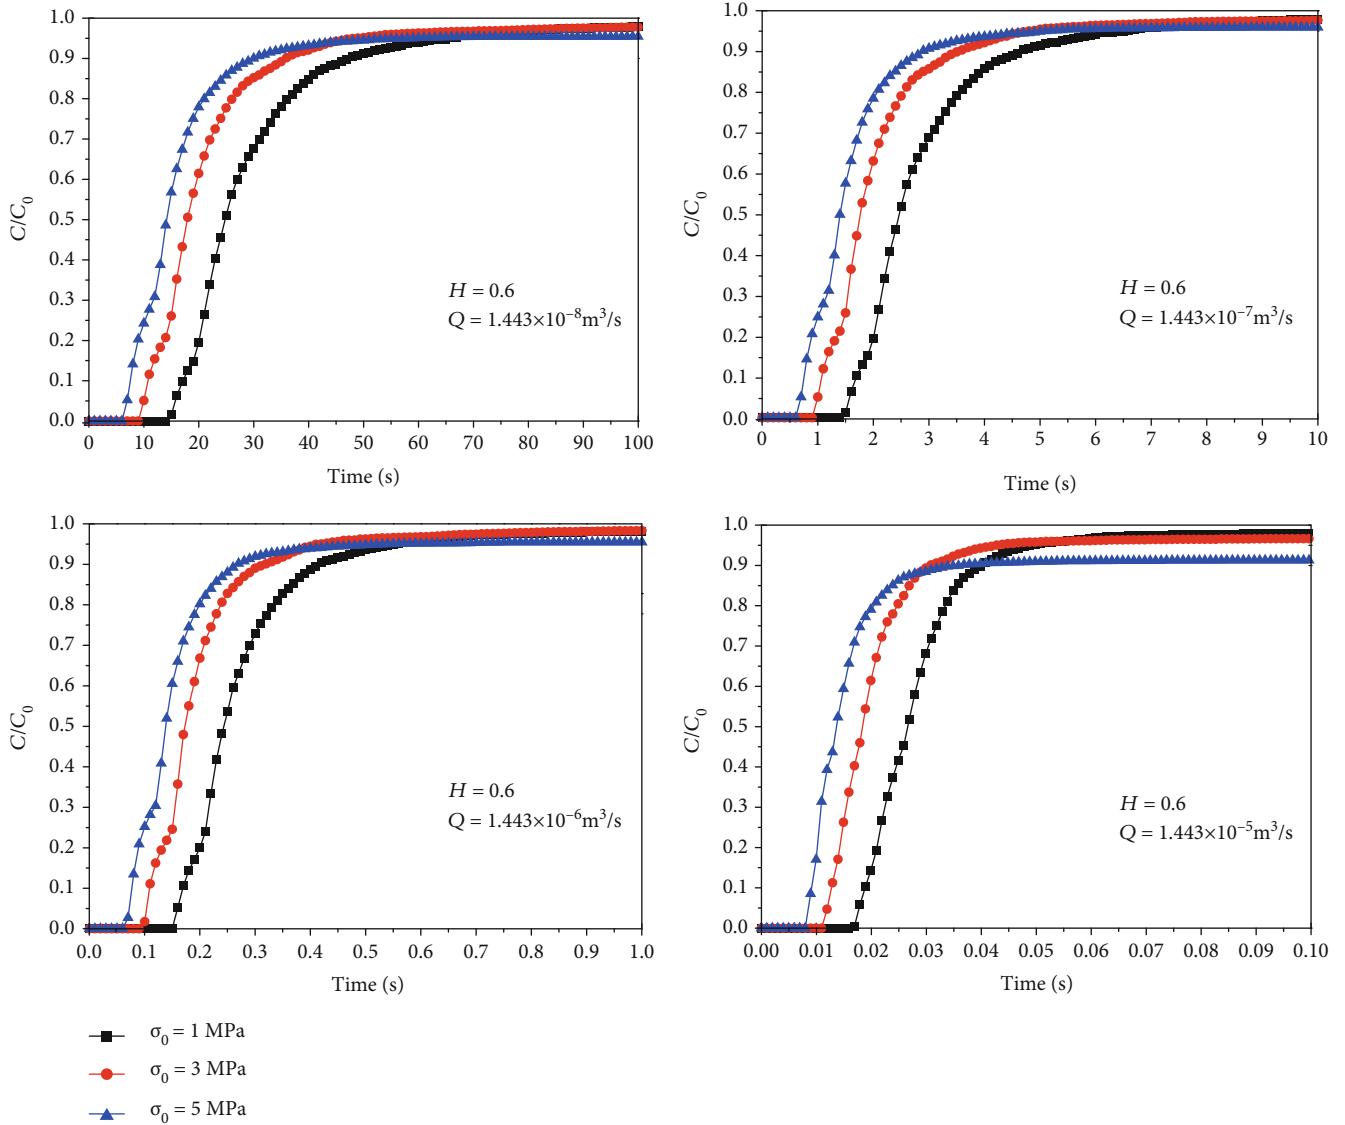 1.0
0.9
0.8
0.7
0.6
0.5
0.4
0.3
0.2
0.1
0.0
C/C0
0 10 20 30 40 50 60 70 80 90 100
Time (s)
H = 0.6
Q = 1.443×10⁻⁸m³/s
1.0
0.9
0.8
0.7
0.6
0.5
0.4
0.3
0.2
0.1
0.0
C/C0
0 1 2 3 4 5 6 7 8 9 10
Time (s)
H = 0.6
Q = 1.443×10⁻⁷m³/s
1.0
0.9
0.8
0.7
0.6
0.5
0.4
0.3
0.2
0.1
0.0
C/C0
0.0 0.1 0.2 0.3 0.4 0.5 0.6 0.7 0.8 0.9 1.0
Time (s)
H = 0.6
Q = 1.443×10⁻⁶m³/s
1.0
0.9
0.8
0.7
0.6
0.5
0.4
0.3
0.2
0.1
0.0
C/C0
0.00 0.01 0.02 0.03 0.04 0.05 0.06 0.07 0.08 0.09 0.10
Time (s)
H = 0.6
Q = 1.443×10⁻⁵m³/s
σ0 = 1 MPa
σ0 = 3 MPa
σ0 = 5 MPa